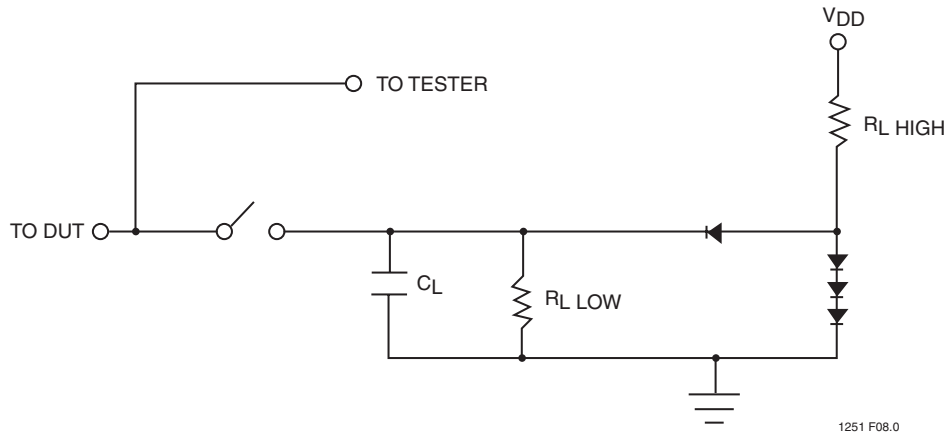 VDD
TO TESTER
RL HIGH
TO DUT
CL
RL LOW
1251 F08.0